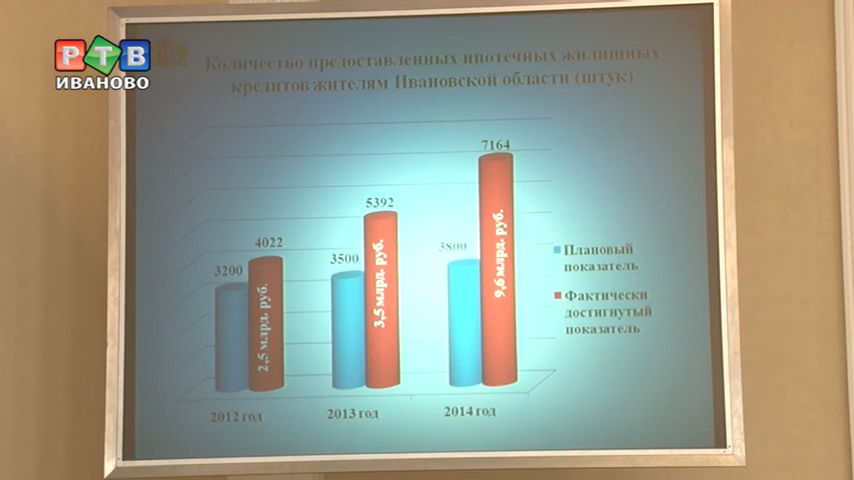 РТВ
ИВАНОВО
Количество предоставленных ипотечных жилищных
кредитов жителям Ивановской области (штук)
7164
5392
4022
3800
3500
3200
2,5 млрд. руб.
3,5 млрд. руб.
9,6 млрд. руб.
Плановый
показатель
Фактически
достигнутый
показатель
2012 год
2013 год
2014 год